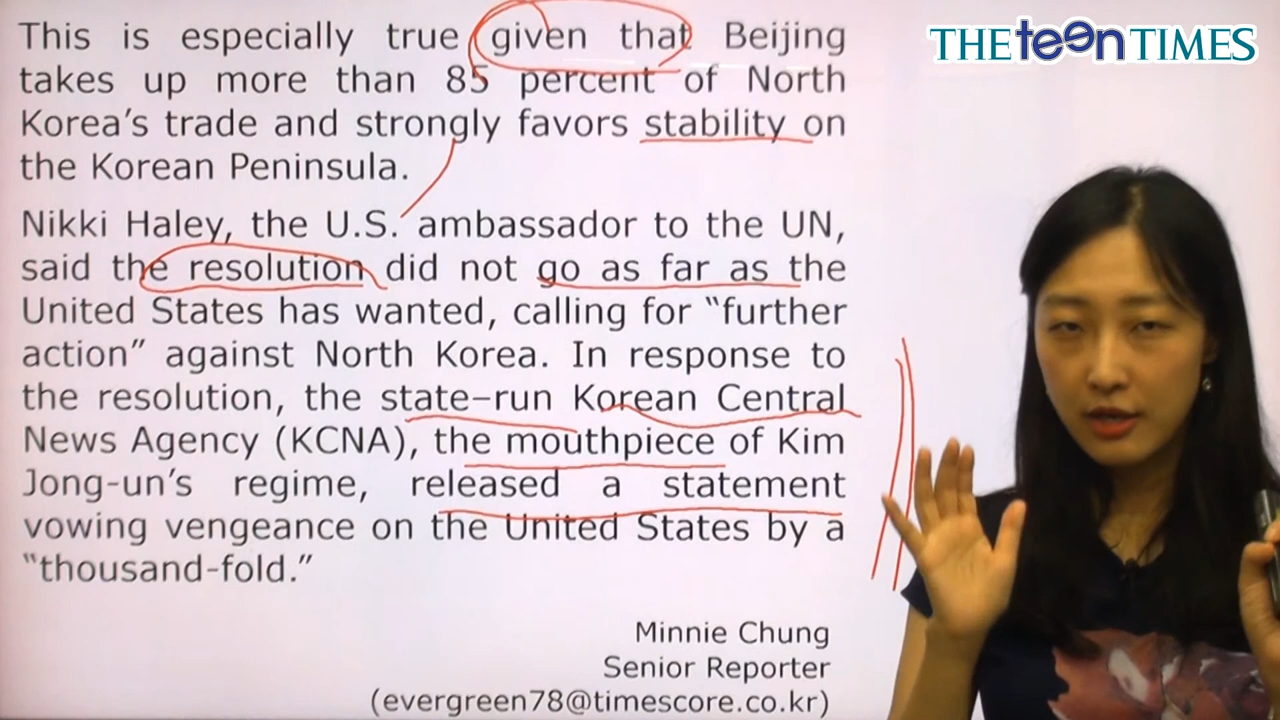 THE teen TIMES
This is especially true given that Beijing
takes up more than 85 percent of North
Korea's trade and strongly favors stability on
the Korean Peninsula.
Nikki Haley, the U.S. ambassador to the UN,
said the resolution did not go as far as the
United States has wanted, calling for “further
action” against North Korea. In response to
the resolution, the state–run Korean Central
News Agency (KCNA), the mouthpiece of Kim
Jong-un's regime, released a statement
vowing vengeance on the United States by a
“thousand-fold.”
Minnie Chung
Senior Reporter
(evergreen78@timescore.co.kr)